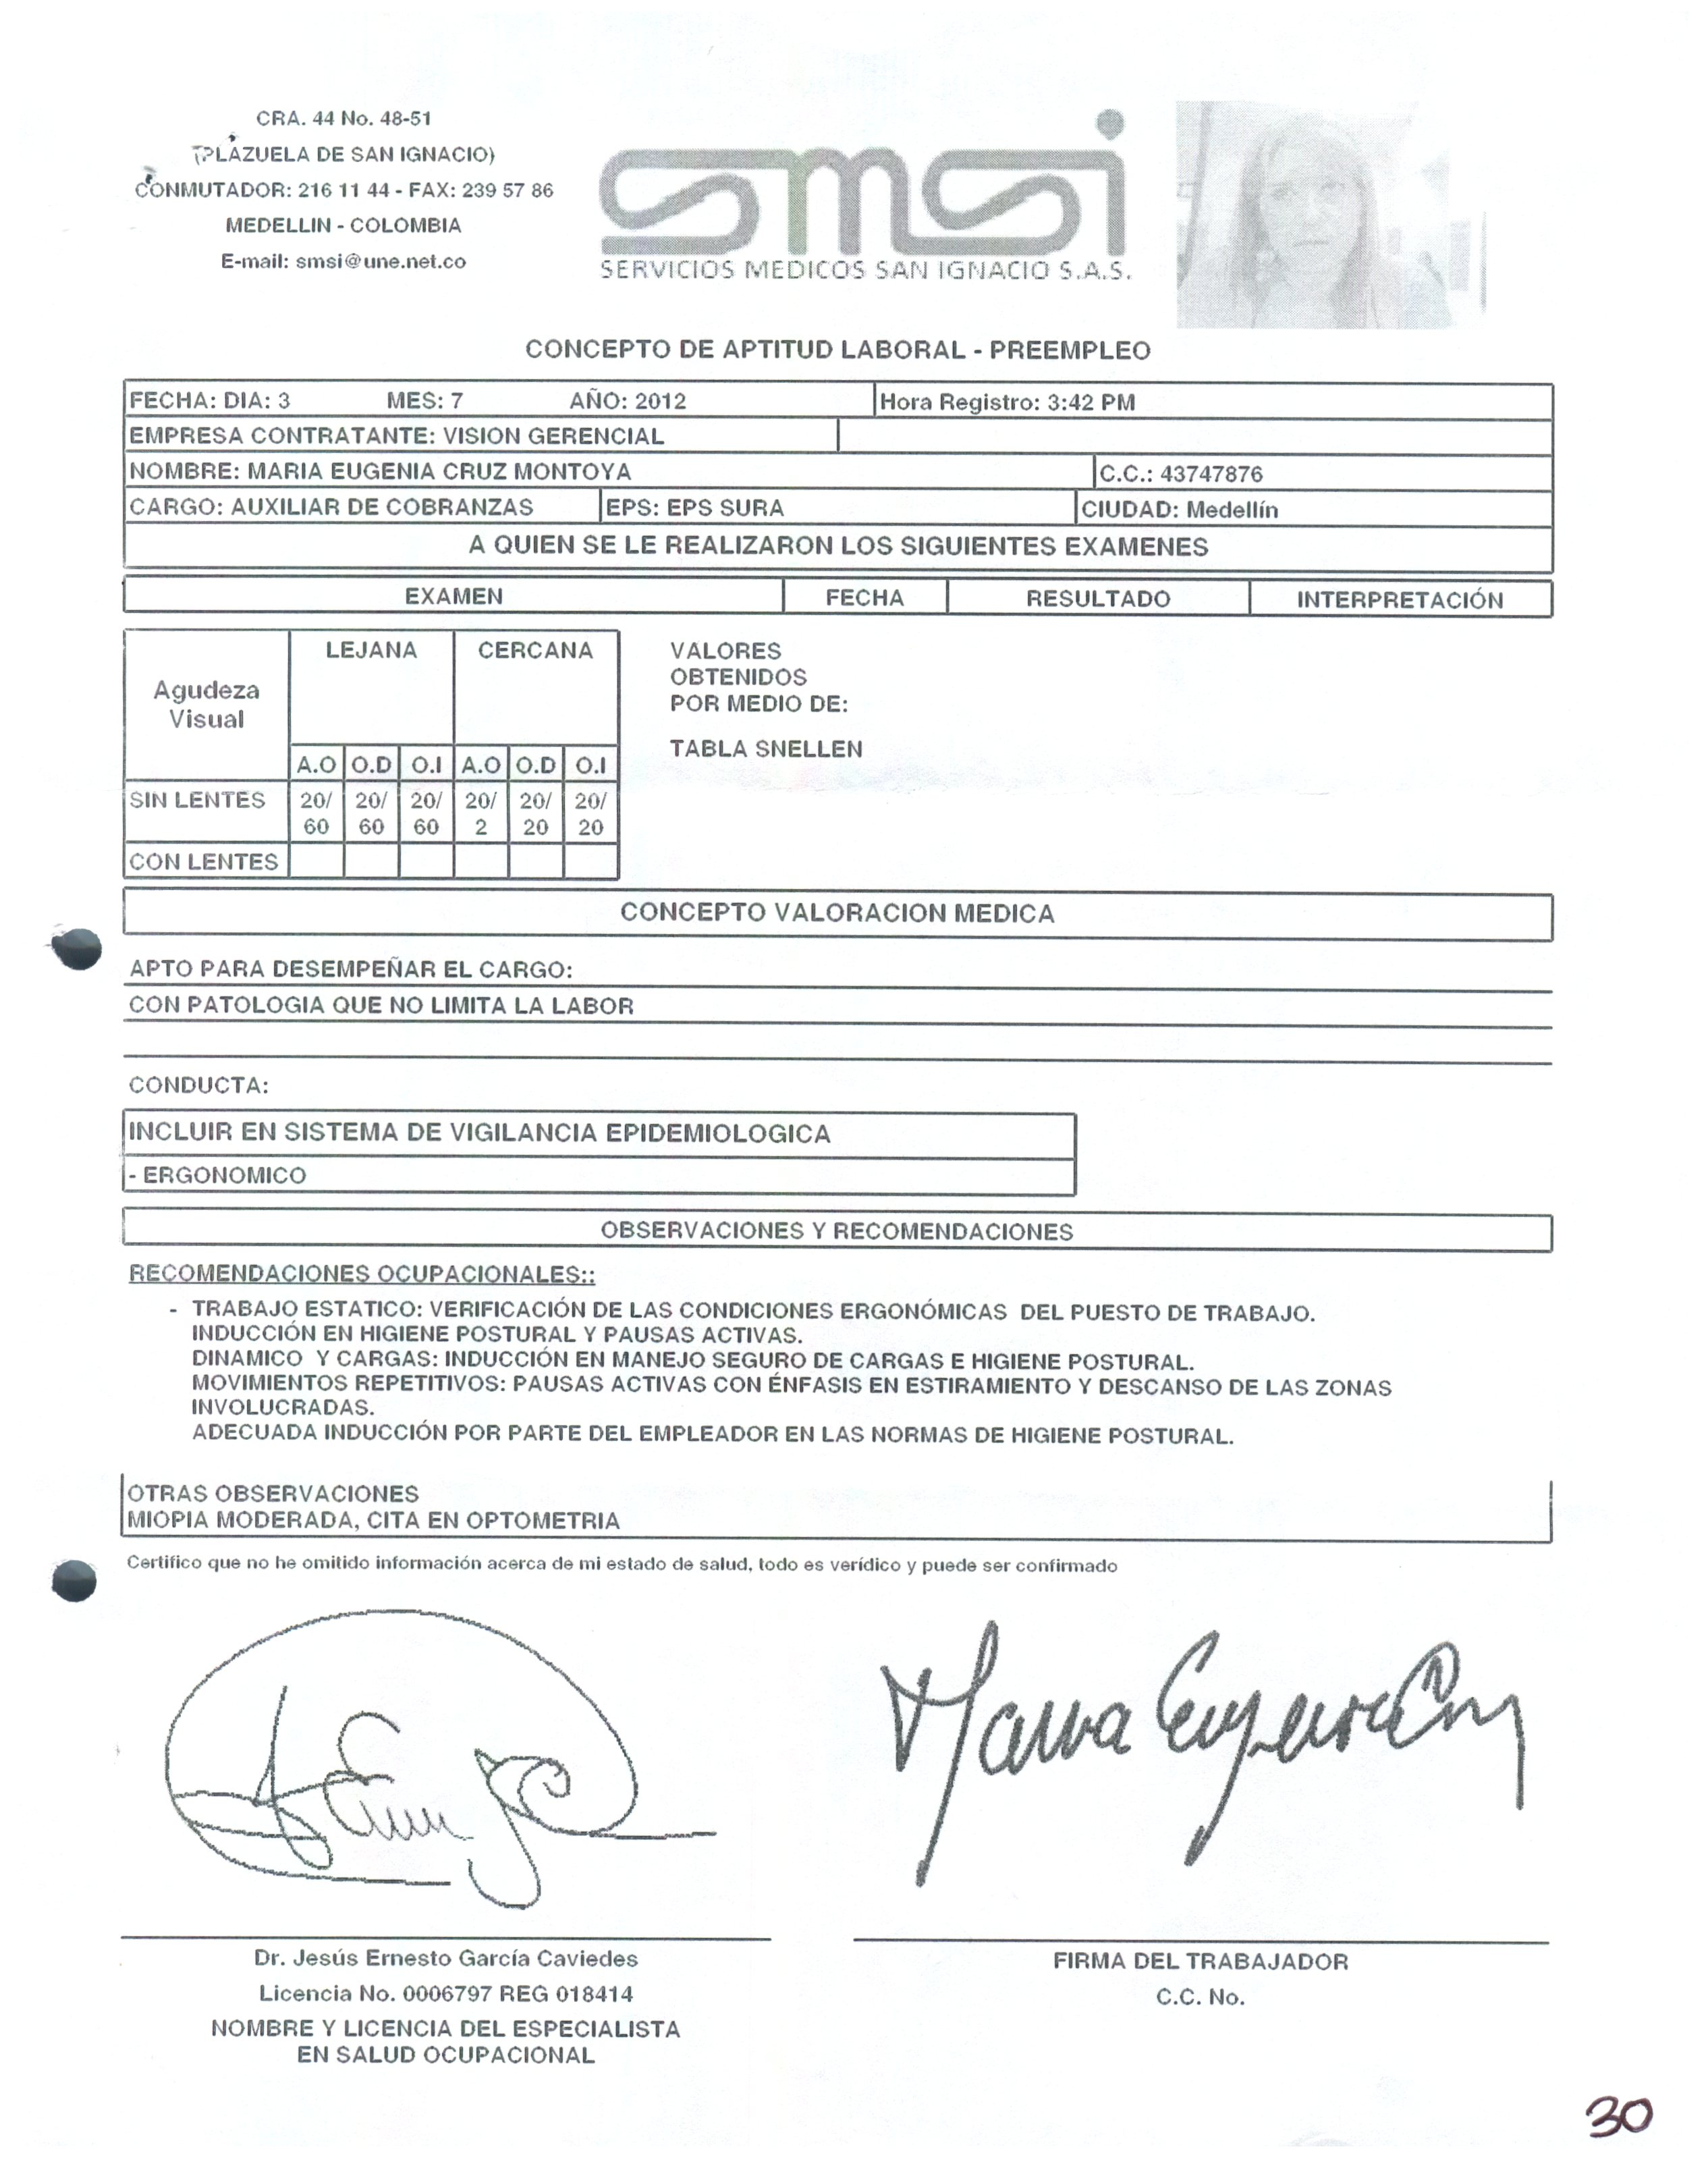 CRA. 44 No. 48-51
(PLAZUELA DE SAN IGNACIO)
CONMUTADOR: 216 11 44 - FAX: 239 57 86
MEDELLIN - COLOMBIA
E-mail: smsi@une.net.co
smsi
SERVICIOS MEDICOS SAN IGNACIO S.A.S.
CONCEPTO DE APTITUD LABORAL - PREEMPLEO
FECHA: DIA: 3 MES: 7 AÑO: 2012 Hora Registro: 3:42 PM
EMPRESA CONTRATANTE: VISION GERENCIAL
NOMBRE: MARIA EUGENIA CRUZ MONTOYA C.C.: 43747876
CARGO: AUXILIAR DE COBRANZAS EPS: EPS SURA CIUDAD: Medellín
A QUIEN SE LE REALIZARON LOS SIGUIENTES EXAMENES
EXAMEN FECHA RESULTADO INTERPRETACIÓN
Agudeza Visual LEJANA CERCANA
A.O O.D O.I A.O O.D O.I
SIN LENTES 20/60 20/60 20/60 20/2 20/20 20/20
CON LENTES
VALORES
OBTENIDOS
POR MEDIO DE:
TABLA SNELLEN
CONCEPTO VALORACION MEDICA
APTO PARA DESEMPEÑAR EL CARGO:
CON PATOLOGIA QUE NO LIMITA LA LABOR
CONDUCTA:
INCLUIR EN SISTEMA DE VIGILANCIA EPIDEMIOLOGICA
- ERGONOMICO
OBSERVACIONES Y RECOMENDACIONES
RECOMENDACIONES OCUPACIONALES::
- TRABAJO ESTATICO: VERIFICACIÓN DE LAS CONDICIONES ERGONÓMICAS DEL PUESTO DE TRABAJO.
INDUCCIÓN EN HIGIENE POSTURAL Y PAUSAS ACTIVAS.
DINAMICO Y CARGAS: INDUCCIÓN EN MANEJO SEGURO DE CARGAS E HIGIENE POSTURAL.
MOVIMIENTOS REPETITIVOS: PAUSAS ACTIVAS CON ÉNFASIS EN ESTIRAMIENTO Y DESCANSO DE LAS ZONAS
INVOLUCRADAS.
ADECUADA INDUCCIÓN POR PARTE DEL EMPLEADOR EN LAS NORMAS DE HIGIENE POSTURAL.
OTRAS OBSERVACIONES
MIOPIA MODERADA, CITA EN OPTOMETRIA
Certifico que no he omitido información acerca de mi estado de salud, todo es verídico y puede ser confirmado
Maria Eugenia Cruz
Dr. Jesús Ernesto García Caviedes
Licencia No. 0006797 REG 018414
NOMBRE Y LICENCIA DEL ESPECIALISTA
EN SALUD OCUPACIONAL
FIRMA DEL TRABAJADOR
C.C. No.
30